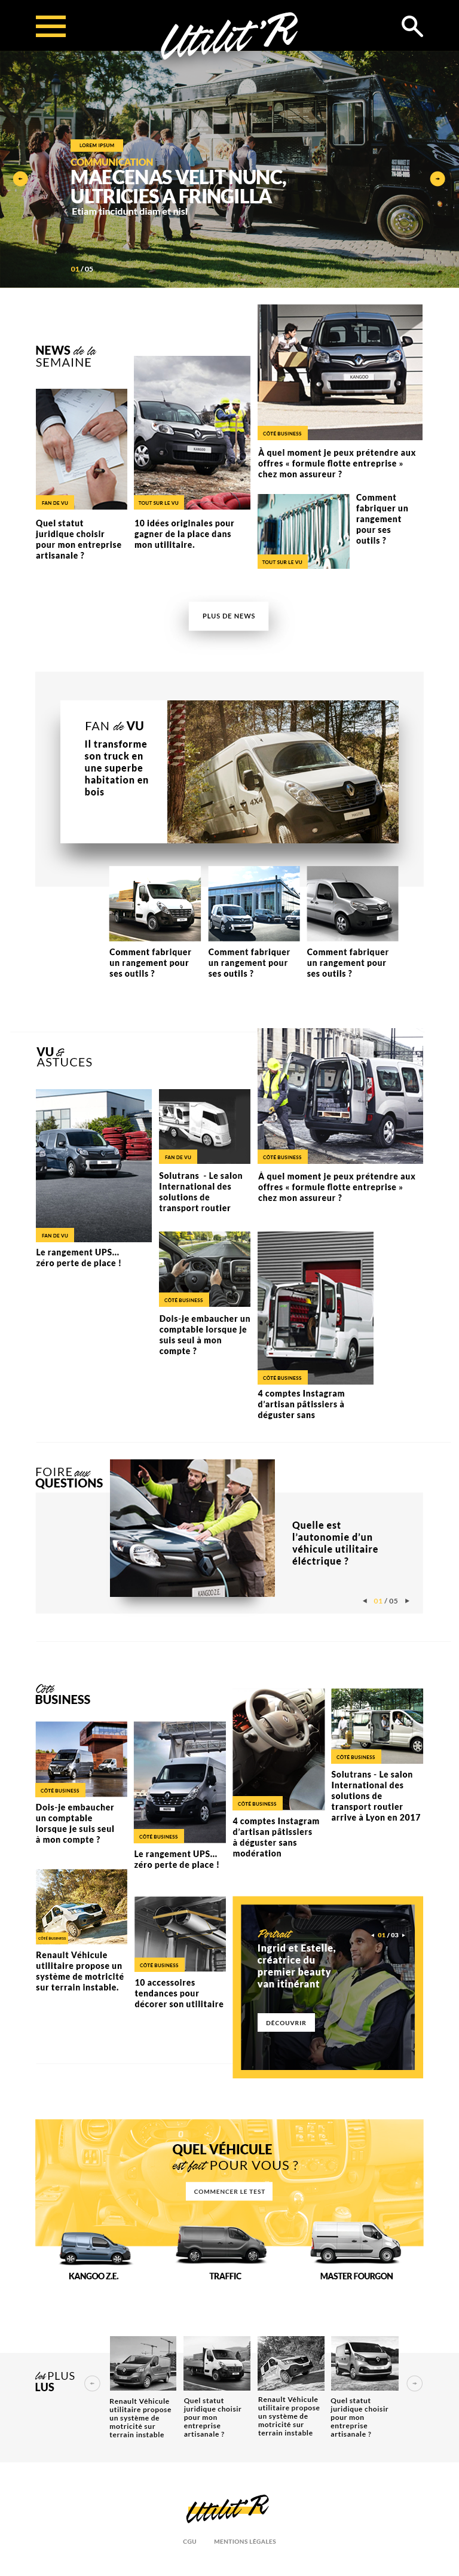 Utilit'R
LOREM IPSUM
COMMUNICATION
MAECENAS VELIT NUNC,
ULTRICIES A FRINGILLA
Etiam tincidunt diam et nisl
01 / 05
NEWS de la
SEMAINE
FAN DE VU
Quel statut
juridique choisir
pour mon entreprise
artisanale ?
KANGOO
TOUT SUR LE VU
10 idées originales pour
gagner de la place dans
mon utilitaire.
KANGOO
CÔTÉ BUSINESS
À quel moment je peux prétendre aux
offres « formule flotte entreprise »
chez mon assureur ?
TOUT SUR LE VU
Comment
fabriquer un
rangement
pour ses
outils ?
PLUS DE NEWS
FAN de VU
Il transforme
son truck en
une superbe
habitation en
bois
4X4
Comment fabriquer
un rangement pour
ses outils ?
Comment fabriquer
un rangement pour
ses outils ?
Comment fabriquer
un rangement pour
ses outils ?
VU &
ASTUCES
FAN DE VU
Le rangement UPS...
zéro perte de place !
FAN DE VU
Solutrans - Le salon
International des
solutions de
transport routier
CÔTÉ BUSINESS
À quel moment je peux prétendre aux
offres « formule flotte entreprise »
chez mon assureur ?
CÔTÉ BUSINESS
Dois-je embaucher un
comptable lorsque je
suis seul à mon
compte ?
CÔTÉ BUSINESS
4 comptes Instagram
d'artisan pâtissiers à
déguster sans
FOIRE aux
QUESTIONS
KANGOO Z.E.
Quelle est
l'autonomie d'un
véhicule utilitaire
éléctrique ?
01 / 05
Côté
BUSINESS
CÔTÉ BUSINESS
Dois-je embaucher
un comptable
lorsque je suis seul
à mon compte ?
CÔTÉ BUSINESS
Le rangement UPS...
zéro perte de place !
CÔTÉ BUSINESS
4 comptes Instagram
d'artisan pâtissiers
à déguster sans
modération
CÔTÉ BUSINESS
Solutrans - Le salon
International des
solutions de
transport routier
arrive à Lyon en 2017
CÔTÉ BUSINESS
Renault Véhicule
utilitaire propose un
système de motricité
sur terrain instable.
CÔTÉ BUSINESS
10 accessoires
tendances pour
décorer son utilitaire
Portrait
01 / 03
Ingrid et Estelle,
créatrice du
premier beauty
van itinérant
DÉCOUVRIR
QUEL VÉHICULE
est fait POUR VOUS ?
COMMENCER LE TEST
KANGOO Z.E.
TRAFFIC
MASTER FOURGON
les PLUS
LUS
Renault Véhicule
utilitaire propose
un système de
motricité sur
terrain instable
Quel statut
juridique choisir
pour mon
entreprise
artisanale ?
Renault Véhicule
utilitaire propose
un système de
motricité sur
terrain instable
Quel statut
juridique choisir
pour mon
entreprise
artisanale ?
Utilit'R
CGU
MENTIONS LÉGALES